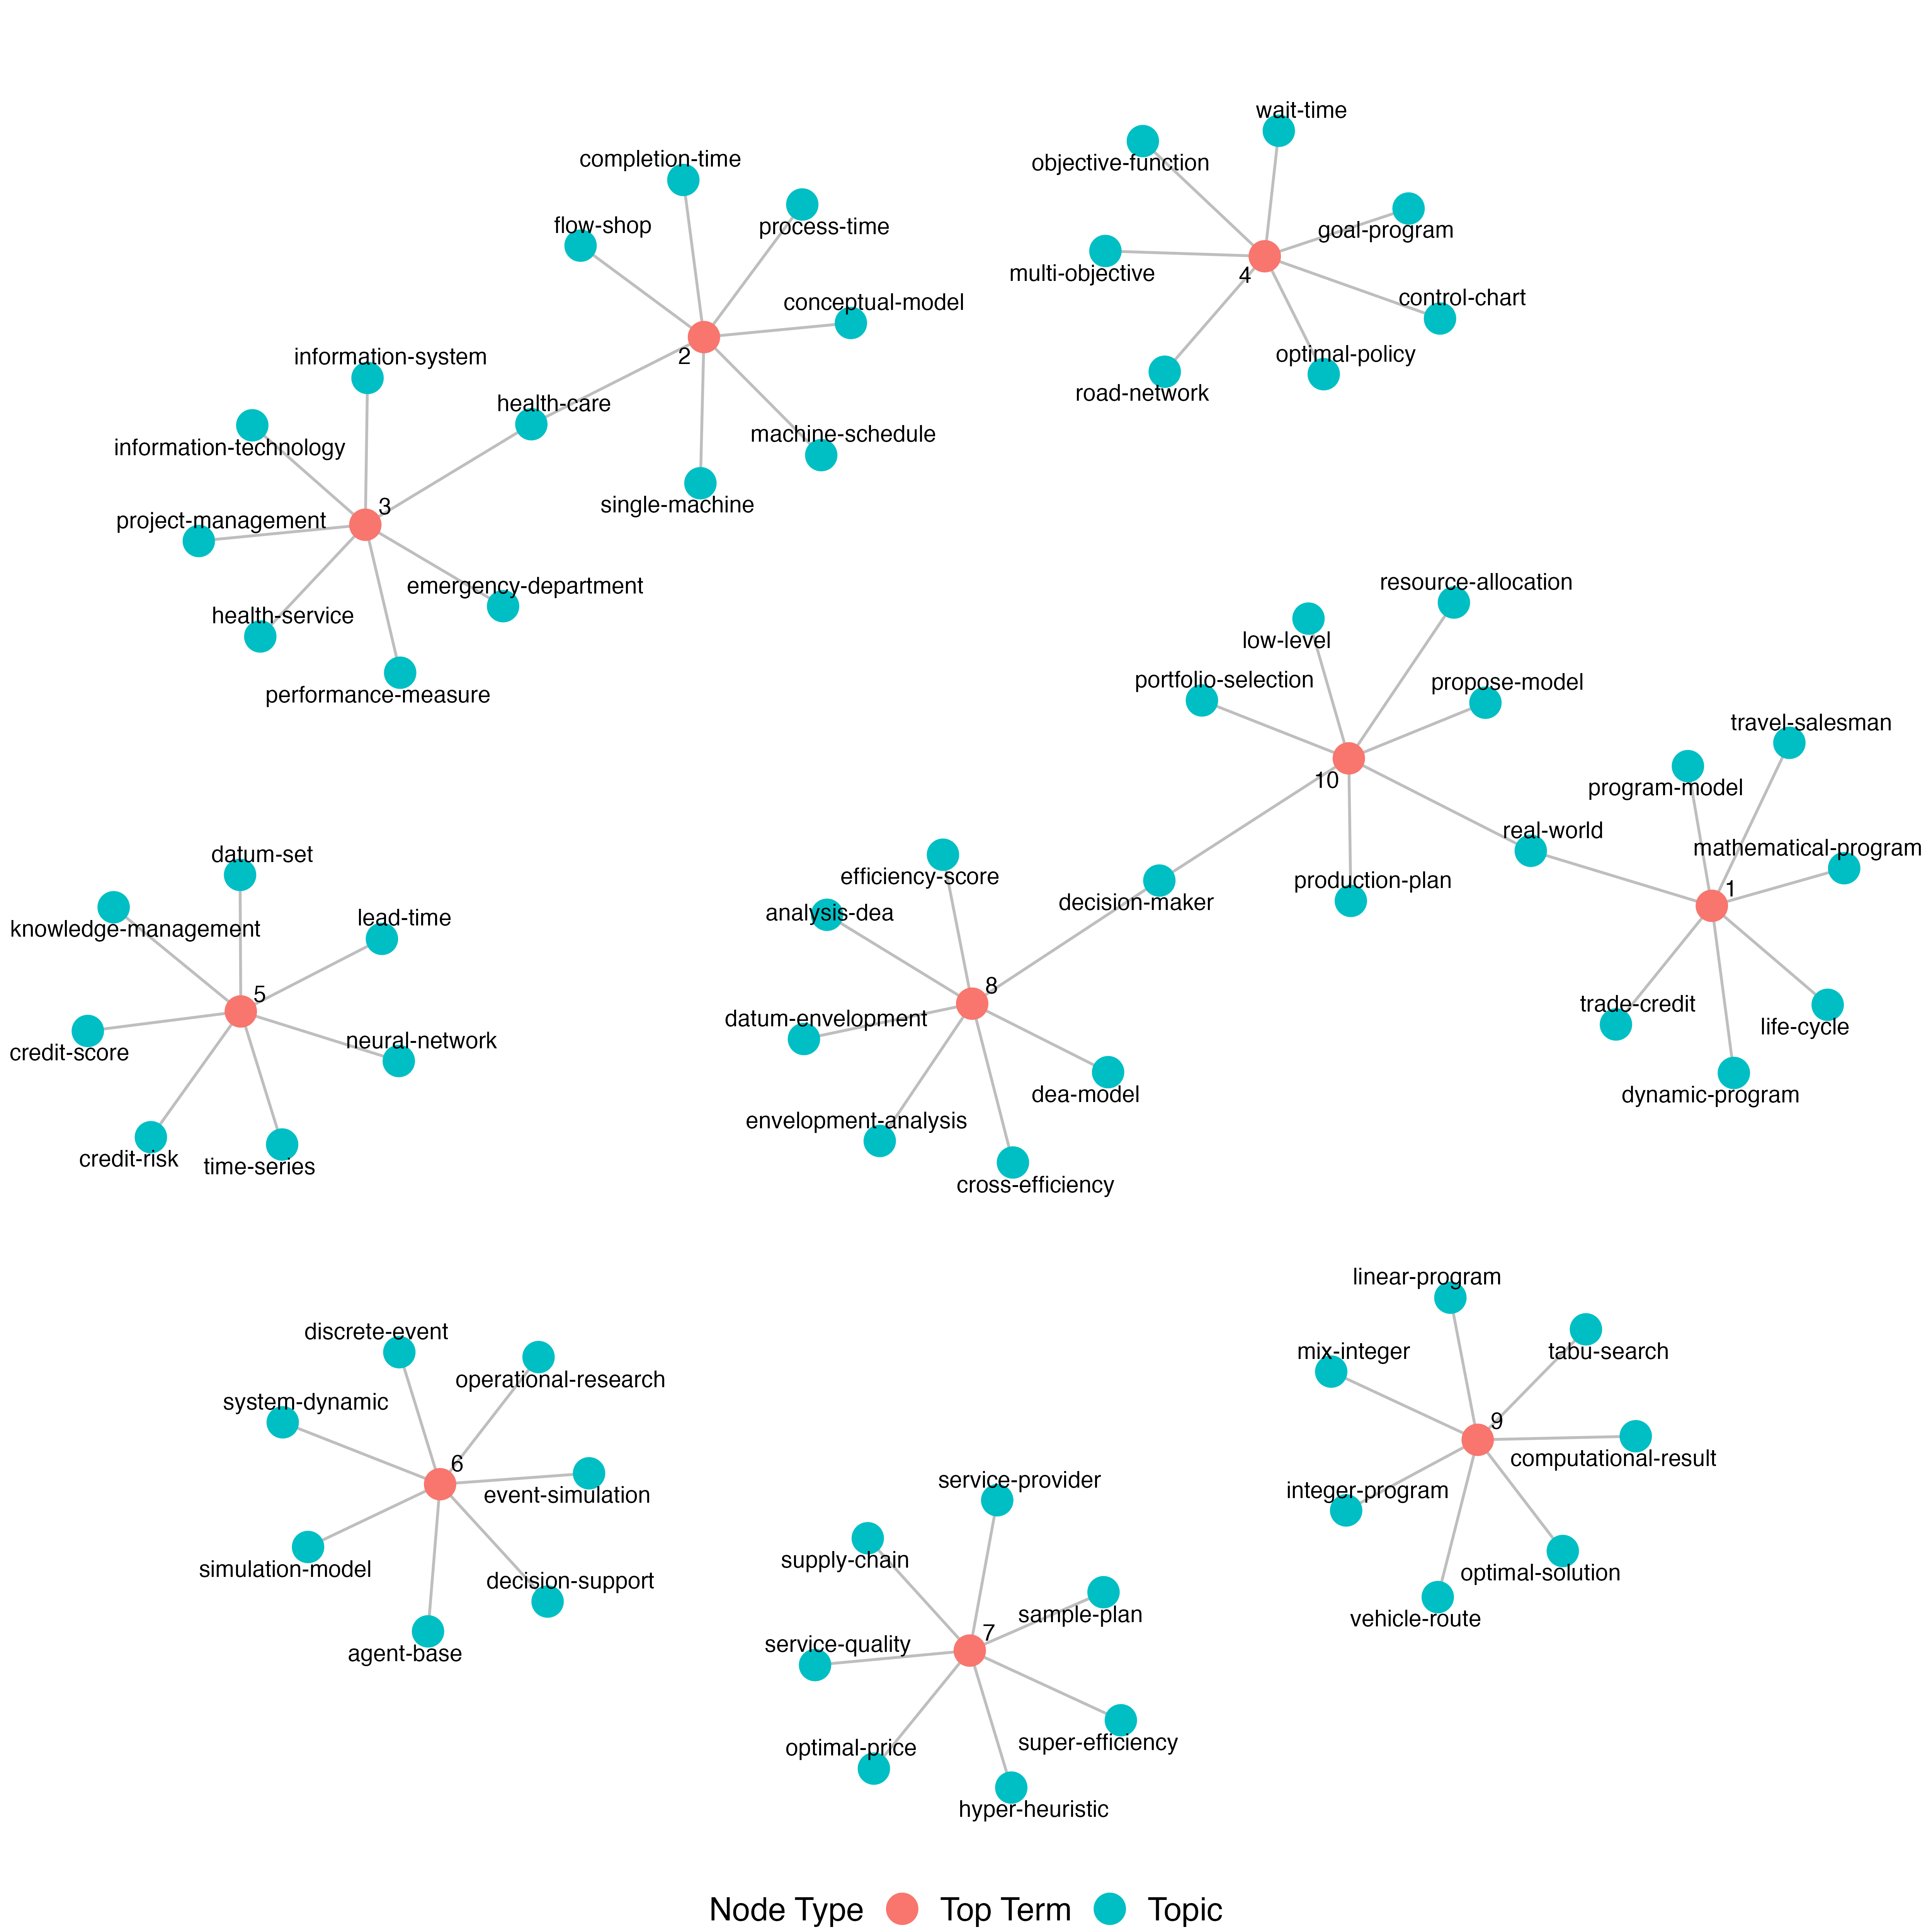 wait-time
completion-time
objective-function
flow-shop
process-time
goal-program
multi-objective
4
control-chart
conceptual-model
information-system
2
optimal-policy
road-network
health-care
machine-schedule
information-technology
single-machine
3
project-management
resource-allocation
emergency-department
health-service
low-level
portfolio-selection
propose-model
performance-measure
travel-salesman
10
program-model
real-world
mathematical-program
datum-set
efficiency-score
production-plan
1
decision-maker
analysis-dea
lead-time
knowledge-management
8
5
trade-credit
datum-envelopment
life-cycle
neural-network
credit-score
dea-model
dynamic-program
envelopment-analysis
credit-risk
time-series
cross-efficiency
linear-program
discrete-event
mix-integer
tabu-search
operational-research
system-dynamic
9
computational-result
6
service-provider
integer-program
event-simulation
supply-chain
simulation-model
optimal-solution
decision-support
sample-plan
vehicle-route
7
service-quality
agent-base
super-efficiency
optimal-price
hyper-heuristic
Node Type Top Term Topic